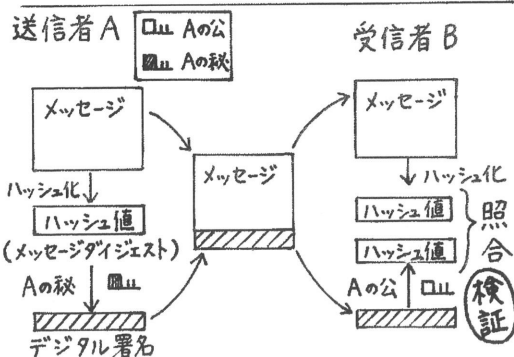 送信者A
Aの公
Aの秘
受信者B
メッセージ
ハッシュ化
ハッシュ値
(メッセージダイジェスト)
Aの秘
デジタル署名
メッセージ
メッセージ
ハッシュ化
ハッシュ値
ハッシュ値
照合
Aの公
検証